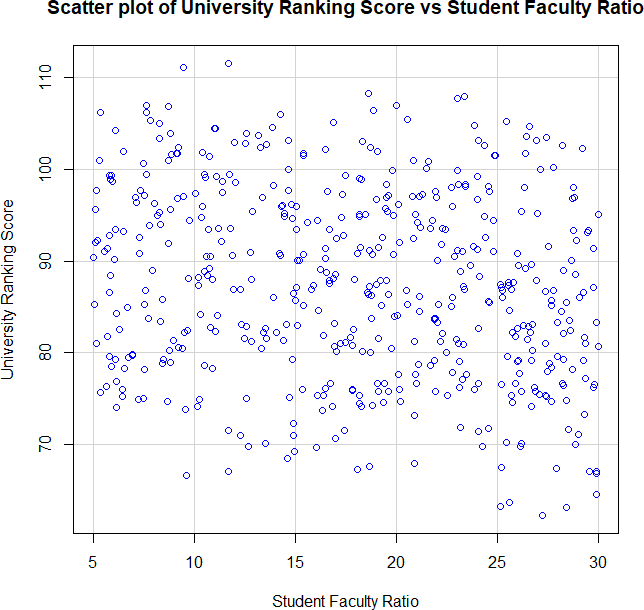 Scatter plot of University Ranking Score vs Student Faculty Ratio
University Ranking Score
110
100
90
80
70
5 10 15 20 25 30
Student Faculty Ratio